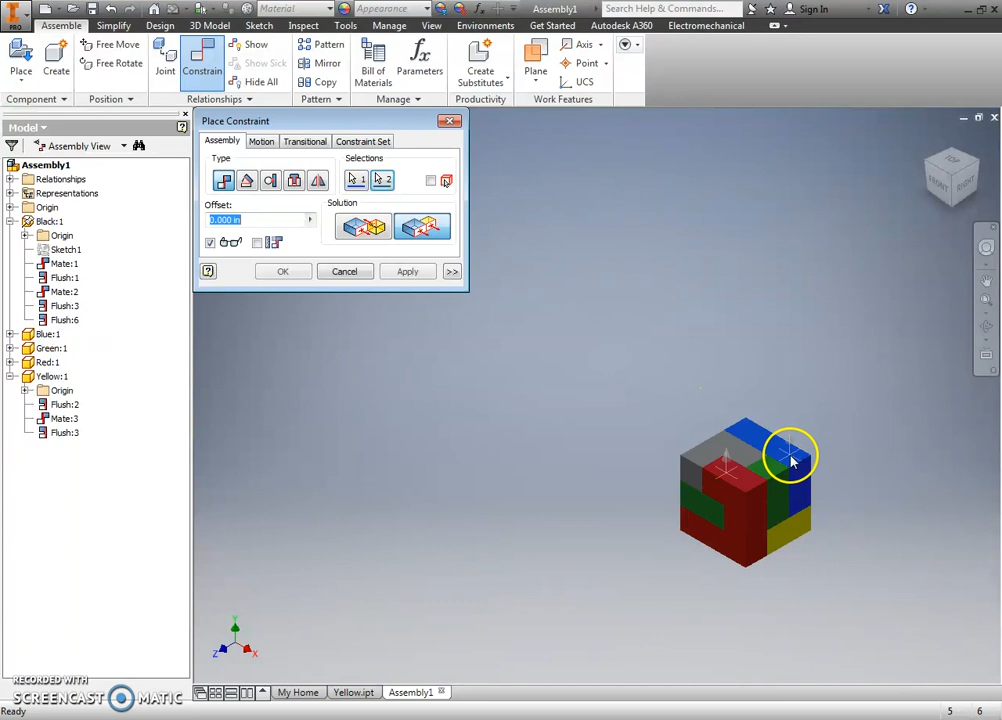 PRO
Material
Appearance
Assembly1
Search Help & Commands...
Sign In
Assemble Simplify Design 3D Model Sketch Inspect Tools Manage View Environments Get Started Autodesk A360 Electromechanical
Place
Create
Free Move
Free Rotate
Joint
Constrain
Show
Show Sick
Hide All
Pattern
Mirror
Copy
Bill of
Materials
Parameters
Create
Substitutes
Plane
Axis
Point
UCS
Component Position Relationships Pattern Manage Productivity Work Features
Model
Assembly View
Assembly1
Relationships
Representations
Origin
Black:1
Origin
Sketch1
Mate:1
Flush:1
Mate:2
Flush:3
Flush:6
Blue:1
Green:1
Red:1
Yellow:1
Origin
Flush:2
Mate:3
Flush:3
Place Constraint
Assembly Motion Transitional Constraint Set
Type
Selections
1 2
Offset:
0.000 in
Solution
OK Cancel Apply >>
TOP
FRONT RIGHT
Y
Z X
RECORDED WITH
SCREENCAST MATIC
My Home Yellow.ipt Assembly1
Ready
5 6